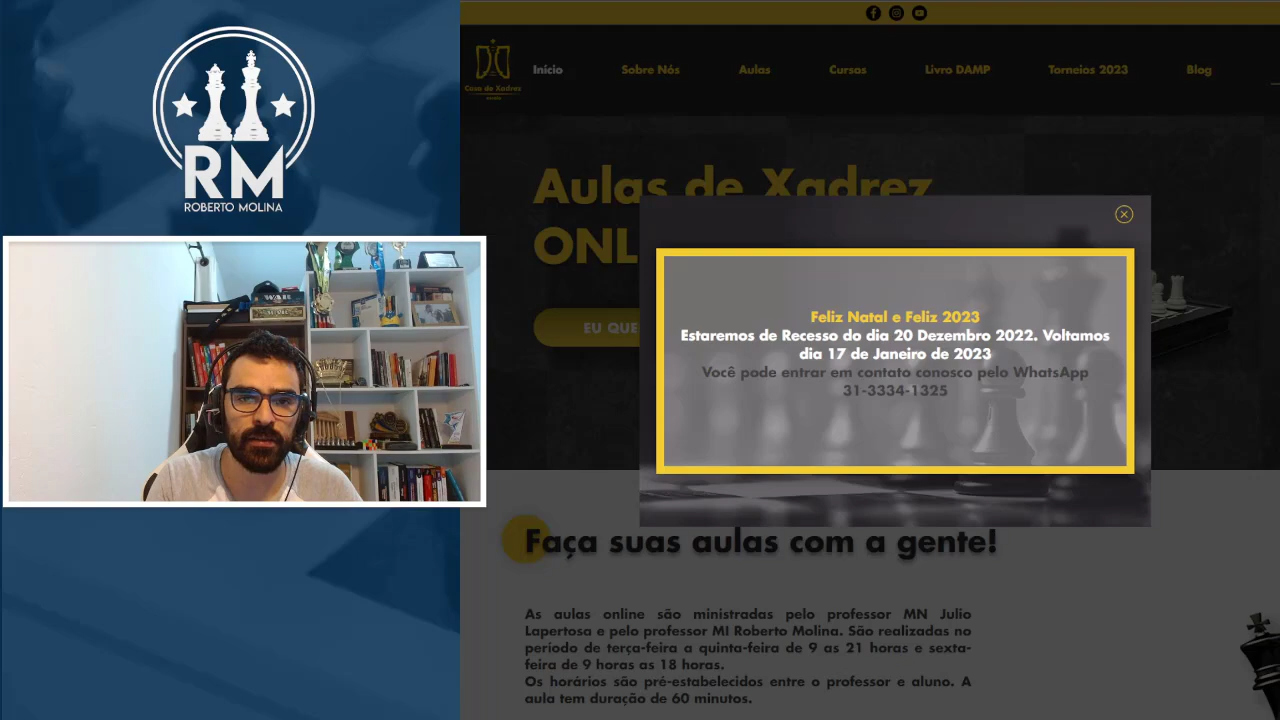 RM
ROBERTO MOLINA
Casa de Xadrez
Início
Sobre Nós
Aulas
Cursos
Livro DAMP
Torneios 2023
Blog
Aulas de Xadrez
ONL
EU QUE
Feliz Natal e Feliz 2023
Estaremos de Recesso do dia 20 Dezembro 2022. Voltamos
dia 17 de Janeiro de 2023
Você pode entrar em contato conosco pelo WhatsApp
31-3334-1325
Faça suas aulas com a gente!
As aulas online são ministradas pelo professor MN Julio
Lapertosa e pelo professor MI Roberto Molina. São realizadas no
período de terça-feira a quinta-feira de 9 as 21 horas e sexta-
feira de 9 horas as 18 horas.
Os horários são pré-estabelecidos entre o professor e aluno. A
aula tem duração de 60 minutos.